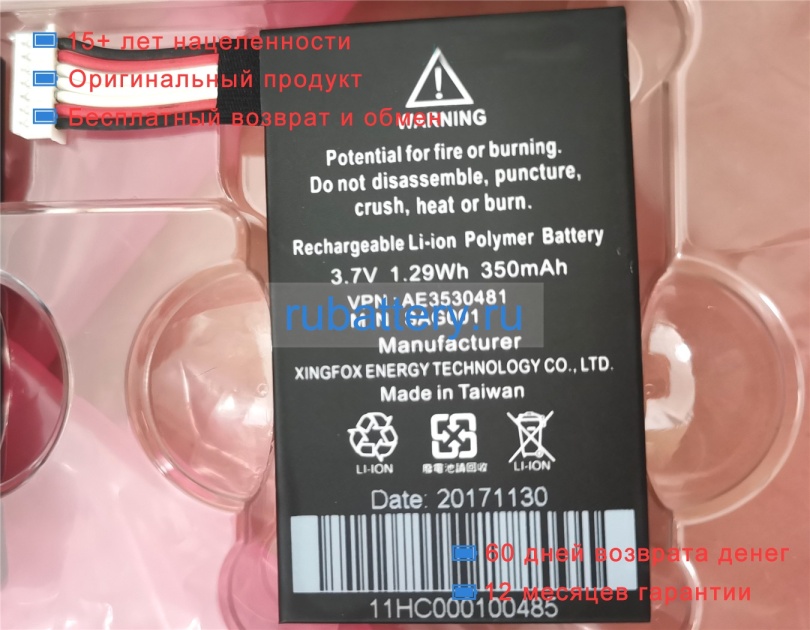 15+ лет нацеленности
Оригинальный продукт
Бесплатный возврат и обмен
WARNING
Potential for fire or burning.
Do not disassemble, puncture,
crush, heat or burn.
Rechargeable Li-ion Polymer Battery
3.7V 1.29Wh 350mAh
VPN : AE3530481
rubattery.ru
Manufacturer
XINGFOX ENERGY TECHNOLOGY CO., LTD.
Made in Taiwan
LI-ION
廢電池請回收
LI-ION
Date: 20171130
60 дней возврата денег
12 месяцев гарантии
11HC000100485